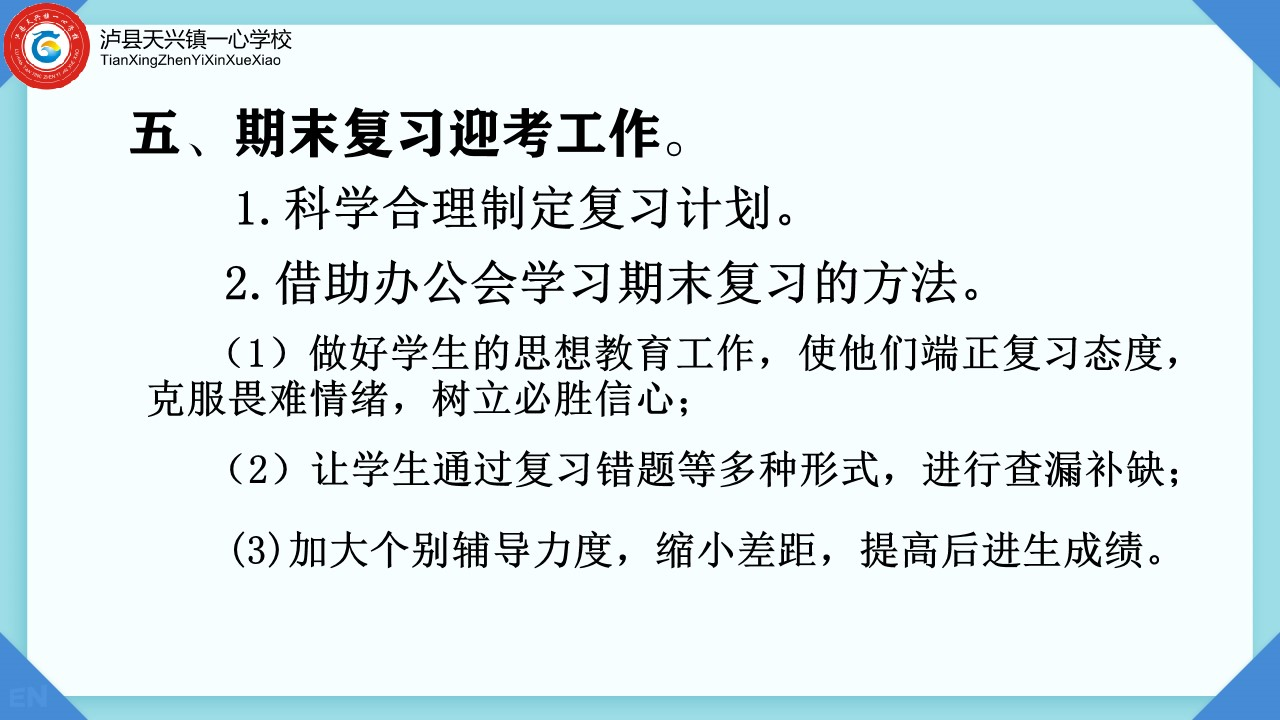 泸县天兴镇一心学校
TianXingZhenYiXinXueXiao
五、期末复习迎考工作。
1.科学合理制定复习计划。
2.借助办公会学习期末复习的方法。
（1）做好学生的思想教育工作，使他们端正复习态度，
克服畏难情绪，树立必胜信心；
（2）让学生通过复习错题等多种形式，进行查漏补缺；
(3)加大个别辅导力度，缩小差距，提高后进生成绩。
EN